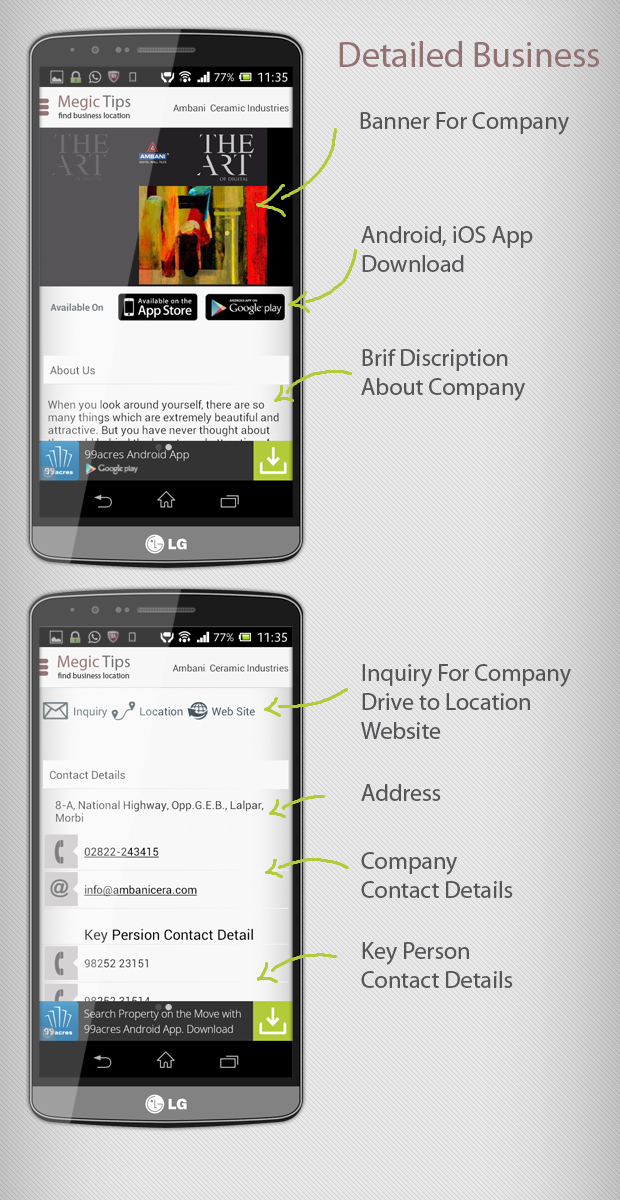 Detailed Business
77% 11:35
Megic Tips
find business location
Ambani Ceramic Industries
THE
ART
OF DIGITAL
AMBANI
DIGITAL WALL TILES
THE
ART
OF DIGITAL
Banner For Company
Android, iOS App
Download
Available On
Available on the
App Store
ANDROID APP ON
Google play
Brif Discription
About Company
About Us
When you look around yourself, there are so
many things which are extremely beautiful and
attractive. But you have never thought about
99acres
99acres Android App
Google play
LG
77% 11:35
Megic Tips
find business location
Ambani Ceramic Industries
Inquiry For Company
Drive to Location
Website
Inquiry Location Web Site
Contact Details
Address
8-A, National Highway, Opp.G.E.B., Lalpar,
Morbi
02822-243415
Company
Contact Details
@ info@ambanicera.com
Key Persion Contact Detail
98252 23151
Key Person
Contact Details
98252 31514
99acres
Search Property on the Move with
99acres Android App. Download
LG